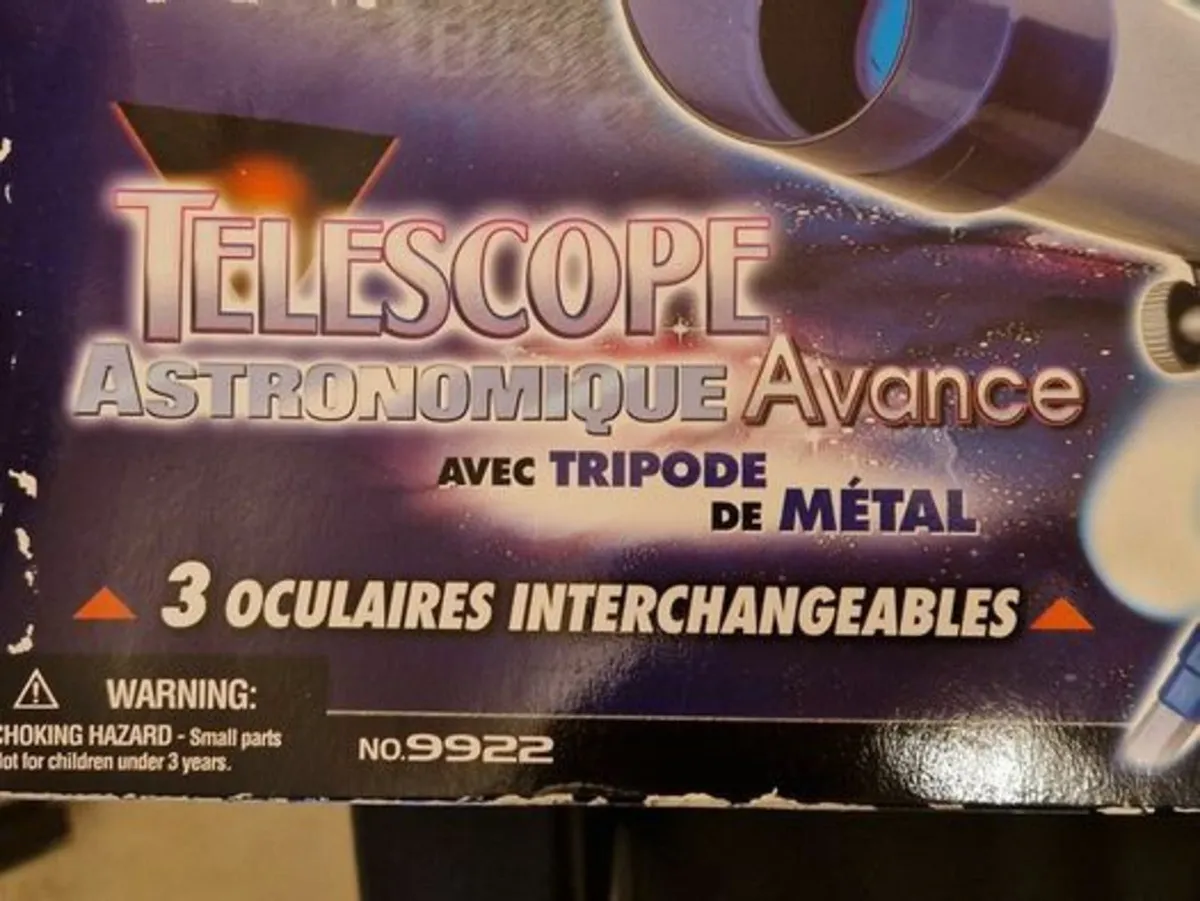 TELESCOPE
ASTRONOMIQUE Avance
AVEC TRIPODE
DE MÉTAL
3 OCULAIRES INTERCHANGEABLES
WARNING:
CHOKING HAZARD - Small parts
Not for children under 3 years.
NO.9922